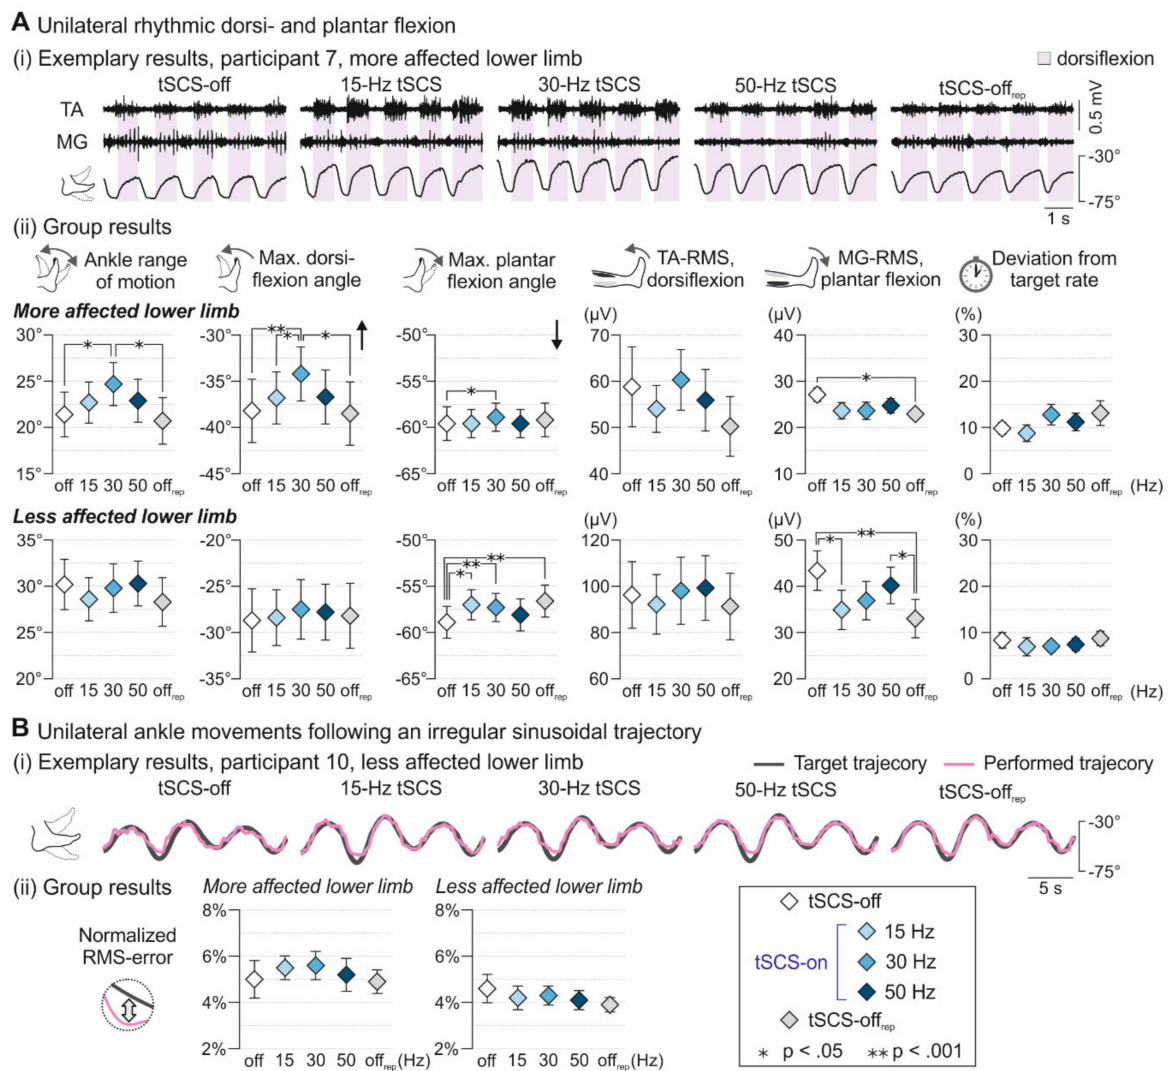 A Unilateral rhythmic dorsi- and plantar flexion
(i) Exemplary results, participant 7, more affected lower limb
dorsiflexion
tSCS-off 15-Hz tSCS 30-Hz tSCS 50-Hz tSCS tSCS-offrep
TA
0.5 mV
MG
-30°
-75°
1 s
(ii) Group results
Ankle range of motion
Max. dorsi-flexion angle
Max. plantar flexion angle
TA-RMS, dorsiflexion
MG-RMS, plantar flexion
Deviation from target rate
More affected lower limb
30° 25° 20° 15°
off 15 30 50 offrep
* *
-30° -35° -40° -45°
off 15 30 50 offrep
** * *
-50° -55° -60° -65°
off 15 30 50 offrep
*
(µV)
70 60 50 40
off 15 30 50 offrep
(µV)
40 30 20 10
off 15 30 50 offrep
*
(%)
30 20 10 0
off 15 30 50 offrep (Hz)
Less affected lower limb
35° 30° 25° 20°
off 15 30 50 offrep
-20° -25° -30° -35°
off 15 30 50 offrep
-50° -55° -60° -65°
off 15 30 50 offrep
** ** *
(µV)
120 100 80 60
off 15 30 50 offrep
(µV)
50 40 30 20
off 15 30 50 offrep
** * *
(%)
30 20 10 0
off 15 30 50 offrep (Hz)
B Unilateral ankle movements following an irregular sinusoidal trajectory
(i) Exemplary results, participant 10, less affected lower limb
Target trajectory Performed trajectory
tSCS-off 15-Hz tSCS 30-Hz tSCS 50-Hz tSCS tSCS-offrep
-30°
-75°
5 s
(ii) Group results
Normalized
RMS-error
More affected lower limb
8% 6% 4% 2%
off 15 30 50 offrep (Hz)
Less affected lower limb
8% 6% 4% 2%
off 15 30 50 offrep (Hz)
tSCS-off
tSCS-on
15 Hz
30 Hz
50 Hz
tSCS-offrep
* p < .05 ** p < .001